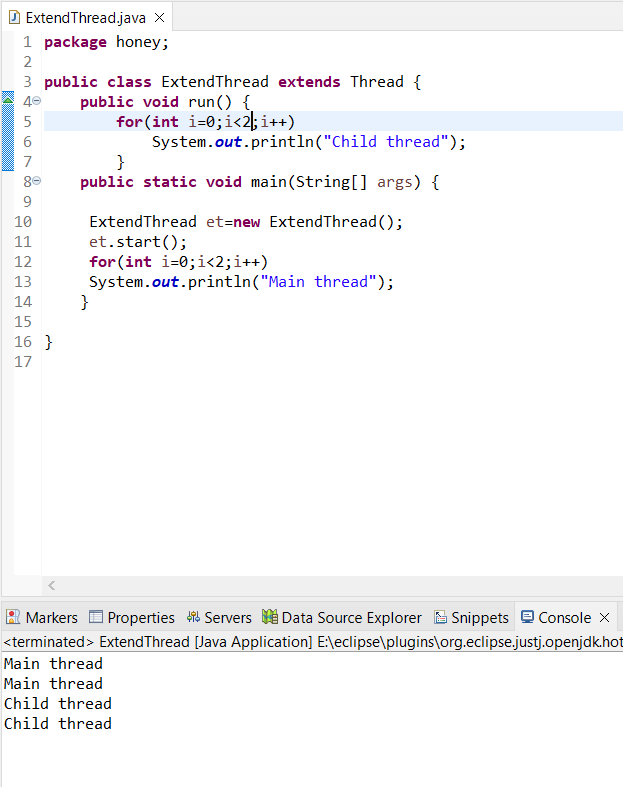 ExtendThread.java
1 package honey;
2
3 public class ExtendThread extends Thread {
4 public void run() {
5 for(int i=0;i<2;i++)
6 System.out.println("Child thread");
7 }
8 public static void main(String[] args) {
9
10 ExtendThread et=new ExtendThread();
11 et.start();
12 for(int i=0;i<2;i++)
13 System.out.println("Main thread");
14 }
15
16 }
17
Markers Properties Servers Data Source Explorer Snippets Console
<terminated> ExtendThread [Java Application] E:\eclipse\plugins\org.eclipse.justj.openjdk.hot
Main thread
Main thread
Child thread
Child thread